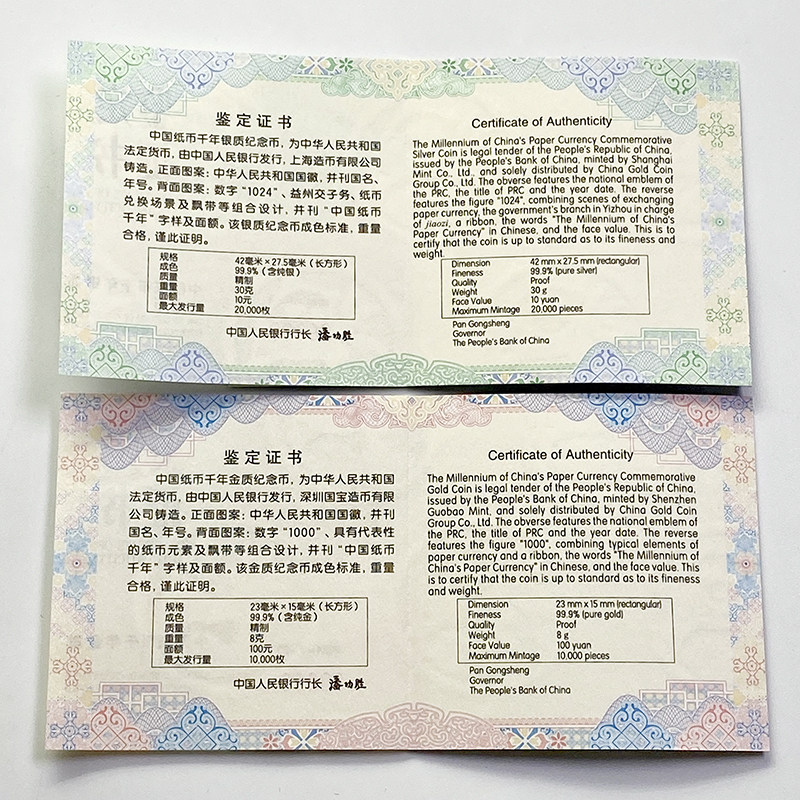 鉴定证书
中国纸币千年银质纪念币，为中华人民共和国
法定货币，由中国人民银行发行，上海造币有限公司
铸造。正面图案：中华人民共和国国徽，并刊国名、
年号。背面图案：数字“1024”、益州交子务、纸币
兑换场景及飘带等组合设计，并刊“中国纸币
千年”字样及面额。该银质纪念币成色标准，重量
合格，谨此证明。
规格 42毫米×27.5毫米（长方形）
成色 99.9%（含纯银）
质量 精制
重量 30克
面额 10元
最大发行量 20,000枚
中国人民银行行长 潘功胜
Certificate of Authenticity
The Millennium of China's Paper Currency Commemorative
Silver Coin is legal tender of the People's Republic of China,
issued by the People's Bank of China, minted by Shanghai
Mint Co., Ltd., and solely distributed by China Gold Coin
Group Co., Ltd. The obverse features the national emblem of
the PRC, the title of PRC and the year date. The reverse
features the figure "1024", combining scenes of exchanging
paper currency, the government's branch in Yizhou in charge
of jiaozi, a ribbon, the words "The Millennium of China's
Paper Currency" in Chinese, and the face value. This is to
certify that the coin is up to standard as to its fineness and
weight.
Dimension 42 mm x 27.5 mm (rectangular)
Fineness 99.9% (pure silver)
Quality Proof
Weight 30 g
Face Value 10 yuan
Maximum Mintage 20,000 pieces
Pan Gongsheng
Governor
The People's Bank of China
鉴定证书
中国纸币千年金质纪念币，为中华人民共和国
法定货币，由中国人民银行发行，深圳国宝造币有限
公司铸造。正面图案：中华人民共和国国徽，并刊
国名、年号。背面图案：数字“1000”、具有代表性
的纸币元素及飘带等组合设计，并刊“中国纸币
千年”字样及面额。该金质纪念币成色标准，重量
合格，谨此证明。
规格 23毫米×15毫米（长方形）
成色 99.9%（含纯金）
质量 精制
重量 8克
面额 100元
最大发行量 10,000枚
中国人民银行行长 潘功胜
Certificate of Authenticity
The Millennium of China's Paper Currency Commemorative
Gold Coin is legal tender of the People's Republic of China,
issued by the People's Bank of China, minted by Shenzhen
Guobao Mint, and solely distributed by China Gold Coin
Group Co., Ltd. The obverse features the national emblem of
the PRC, the title of PRC and the year date. The reverse
features the figure "1000", combining typical elements of
paper currency and a ribbon, the words "The Millennium of
China's Paper Currency" in Chinese, and the face value. This
is to certify that the coin is up to standard as to its fineness
and weight.
Dimension 23 mm x 15 mm (rectangular)
Fineness 99.9% (pure gold)
Quality Proof
Weight 8 g
Face Value 100 yuan
Maximum Mintage 10,000 pieces
Pan Gongsheng
Governor
The People's Bank of China